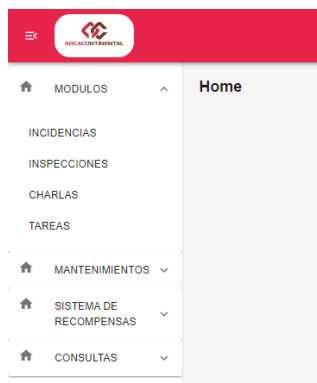 ARCACONTINENTAL
MODULOS
Home
INCIDENCIAS
INSPECCIONES
CHARLAS
TAREAS
MANTENIMIENTOS
SISTEMA DE
RECOMPENSAS
CONSULTAS